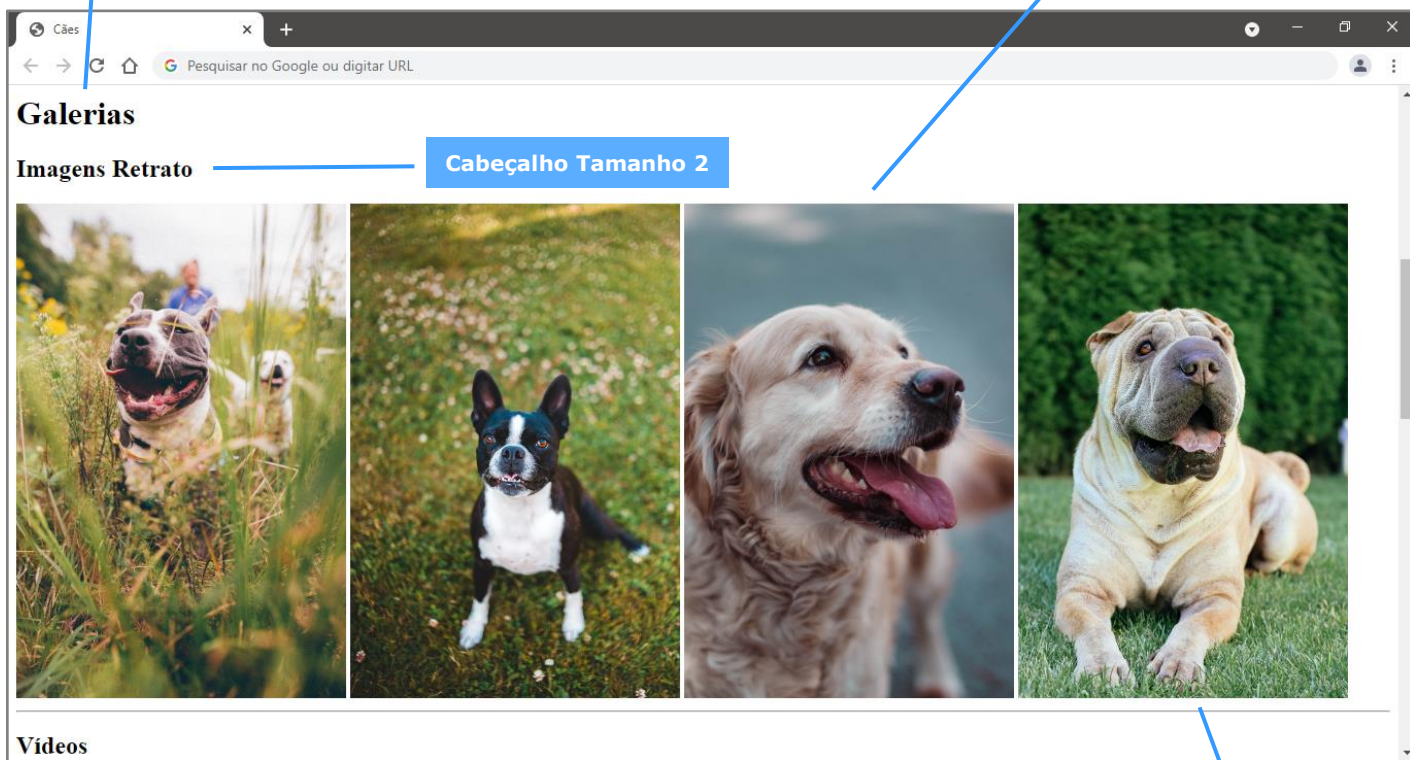 Cães
Pesquisar no Google ou digitar URL
Galerias
Imagens Retrato
Cabeçalho Tamanho 2
Vídeos